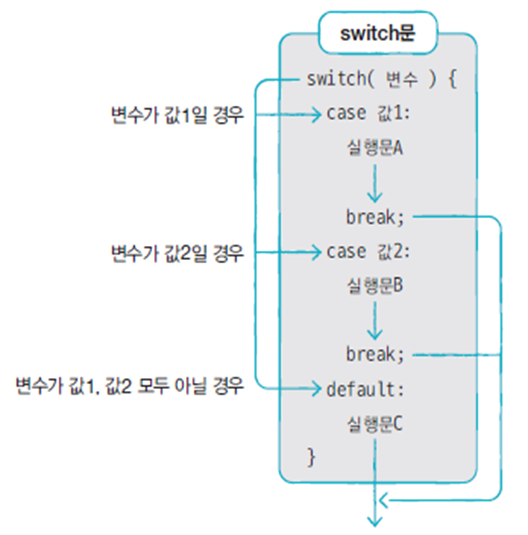 switch문
switch( 변수 ) {
변수가 값1일 경우
case 값1:
실행문A
break;
변수가 값2일 경우
case 값2:
실행문B
break;
변수가 값1, 값2 모두 아닐 경우
default:
실행문C
}